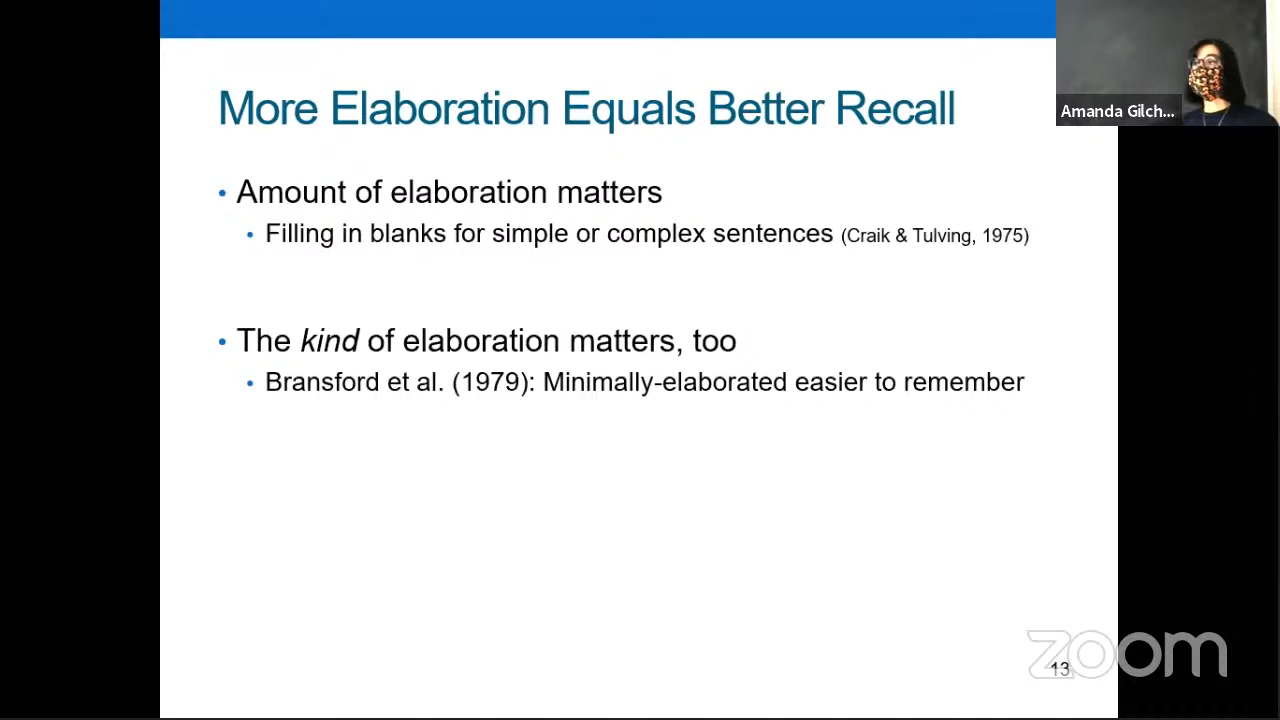 More Elaboration Equals Better Recall
Amanda Gilch...
• Amount of elaboration matters
• Filling in blanks for simple or complex sentences (Craik & Tulving, 1975)
• The kind of elaboration matters, too
• Bransford et al. (1979): Minimally-elaborated easier to remember
zoom
13